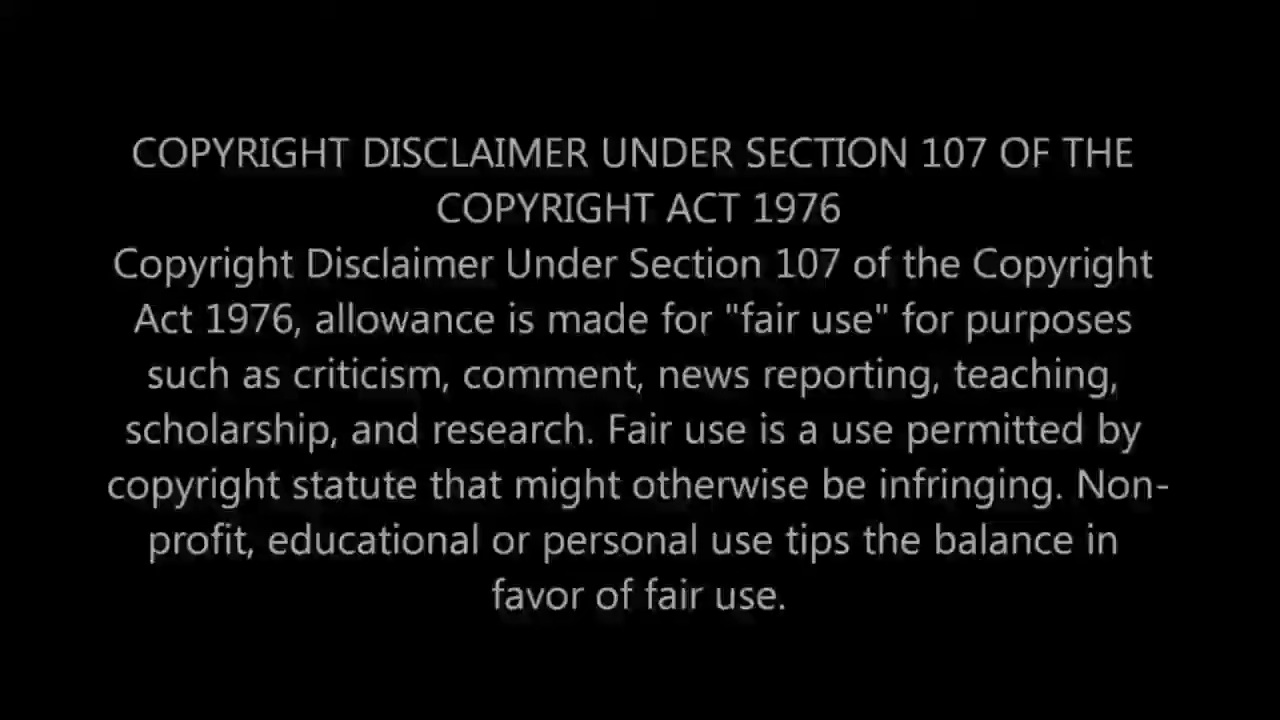 COPYRIGHT DISCLAIMER UNDER SECTION 107 OF THE
COPYRIGHT ACT 1976
Copyright Disclaimer Under Section 107 of the Copyright
Act 1976, allowance is made for "fair use" for purposes
such as criticism, comment, news reporting, teaching,
scholarship, and research. Fair use is a use permitted by
copyright statute that might otherwise be infringing. Non-
profit, educational or personal use tips the balance in
favor of fair use.